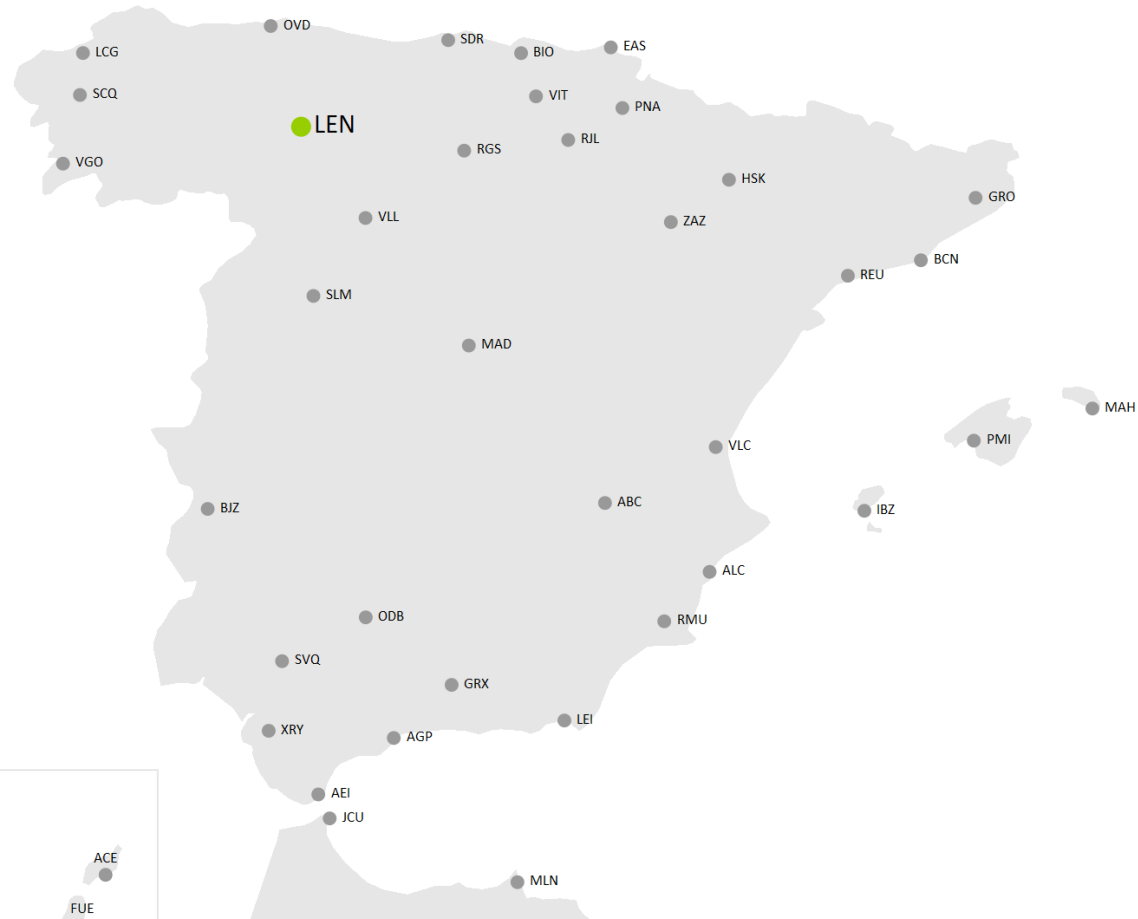 OVD
SDR
EAS
LCG
BIO
SCQ
VIT
PNA
LEN
RJL
RGS
VGO
HSK
GRO
VLL
ZAZ
BCN
REU
SLM
MAD
MAH
PMI
VLC
ABC
BJZ
IBZ
ALC
ODB
RMU
SVQ
GRX
LEI
XRY
AGP
AEI
JCU
ACE
MLN
FUE